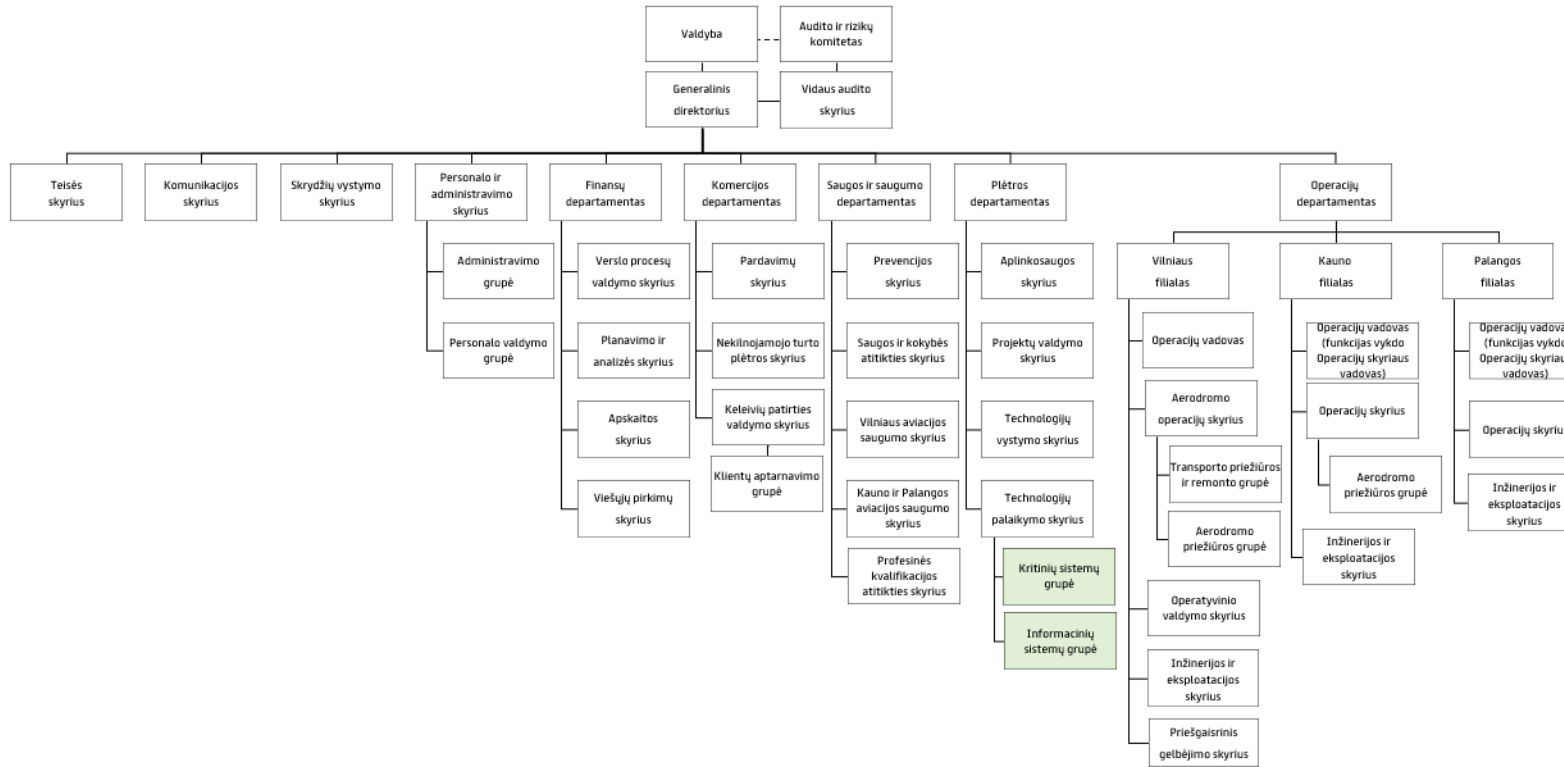 Valdyba
Audito ir rizikų
komitetas
Generalinis
direktorius
Vidaus audito
skyrius
Teisės
skyrius
Komunikacijos
skyrius
Skrydžių vystymo
skyrius
Personalo ir
administravimo
skyrius
Finansų
departamentas
Komercijos
departamentas
Saugos ir saugumo
departamentas
Plėtros
departamentas
Operacijų
departamentas
Administravimo
grupė
Personalo valdymo
grupė
Verslo procesų
valdymo skyrius
Planavimo ir
analizės skyrius
Apskaitos
skyrius
Viešųjų pirkimų
skyrius
Pardavimų
skyrius
Nekilnojamojo turto
plėtros skyrius
Keleivių patirties
valdymo skyrius
Klientų aptarnavimo
grupė
Prevencijos
skyrius
Saugos ir kokybės
atitikties skyrius
Vilniaus aviacijos
saugumo skyrius
Kauno ir Palangos
aviacijos saugumo
skyrius
Profesinės
kvalifikacijos
atitikties skyrius
Aplinkosaugos
skyrius
Projektų valdymo
skyrius
Technologijų
vystymo skyrius
Technologijų
palaikymo skyrius
Kritinių sistemų
grupė
Informacinių
sistemų grupė
Vilniaus
filialas
Operacijų vadovas
Aerodromo
operacijų skyrius
Transporto priežiūros
ir remonto grupė
Aerodromo
priežiūros grupė
Operatyvinio
valdymo skyrius
Inžinerijos ir
eksploatacijos
skyrius
Priešgaisrinis
gelbėjimo skyrius
Kauno
filialas
Operacijų vadovas
(funkcijas vykdo
Operacijų skyriaus
vadovas)
Operacijų skyrius
Aerodromo
priežiūros grupė
Inžinerijos ir
eksploatacijos
skyrius
Palangos
filialas
Operacijų vadova
(funkcijas vykdo
Operacijų skyriau
vadovas)
Operacijų skyriu
Inžinerijos ir
eksploatacijos
skyrius